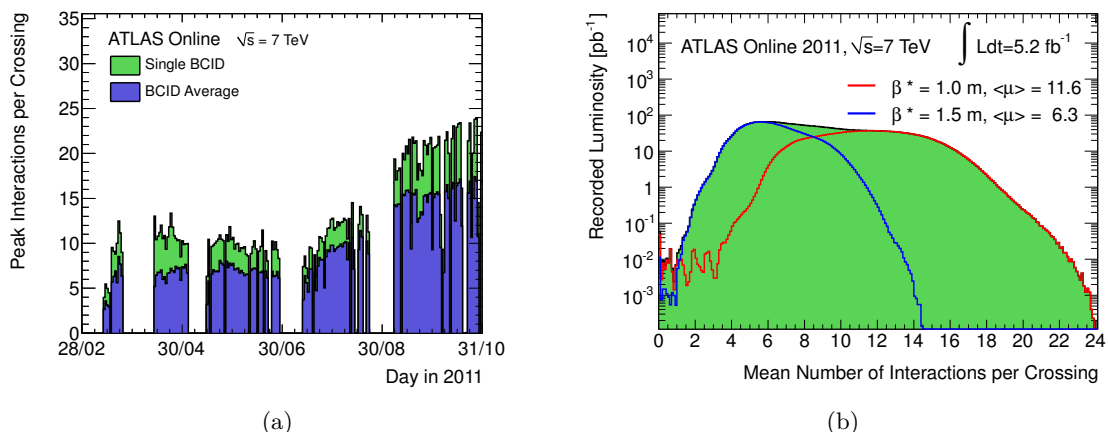 Peak Interactions per Crossing
35
30
25
20
15
10
5
0
ATLAS Online √s = 7 TeV
Single BCID
BCID Average
28/02 30/04 30/06 30/08 31/10
Day in 2011
(a)
Recorded Luminosity [pb⁻¹]
10⁴
10³
10²
10
1
10⁻¹
10⁻²
10⁻³
ATLAS Online 2011, √s=7 TeV ∫ Ldt=5.2 fb⁻¹
β * = 1.0 m, <μ> = 11.6
β * = 1.5 m, <μ> = 6.3
0 2 4 6 8 10 12 14 16 18 20 22 24
Mean Number of Interactions per Crossing
(b)